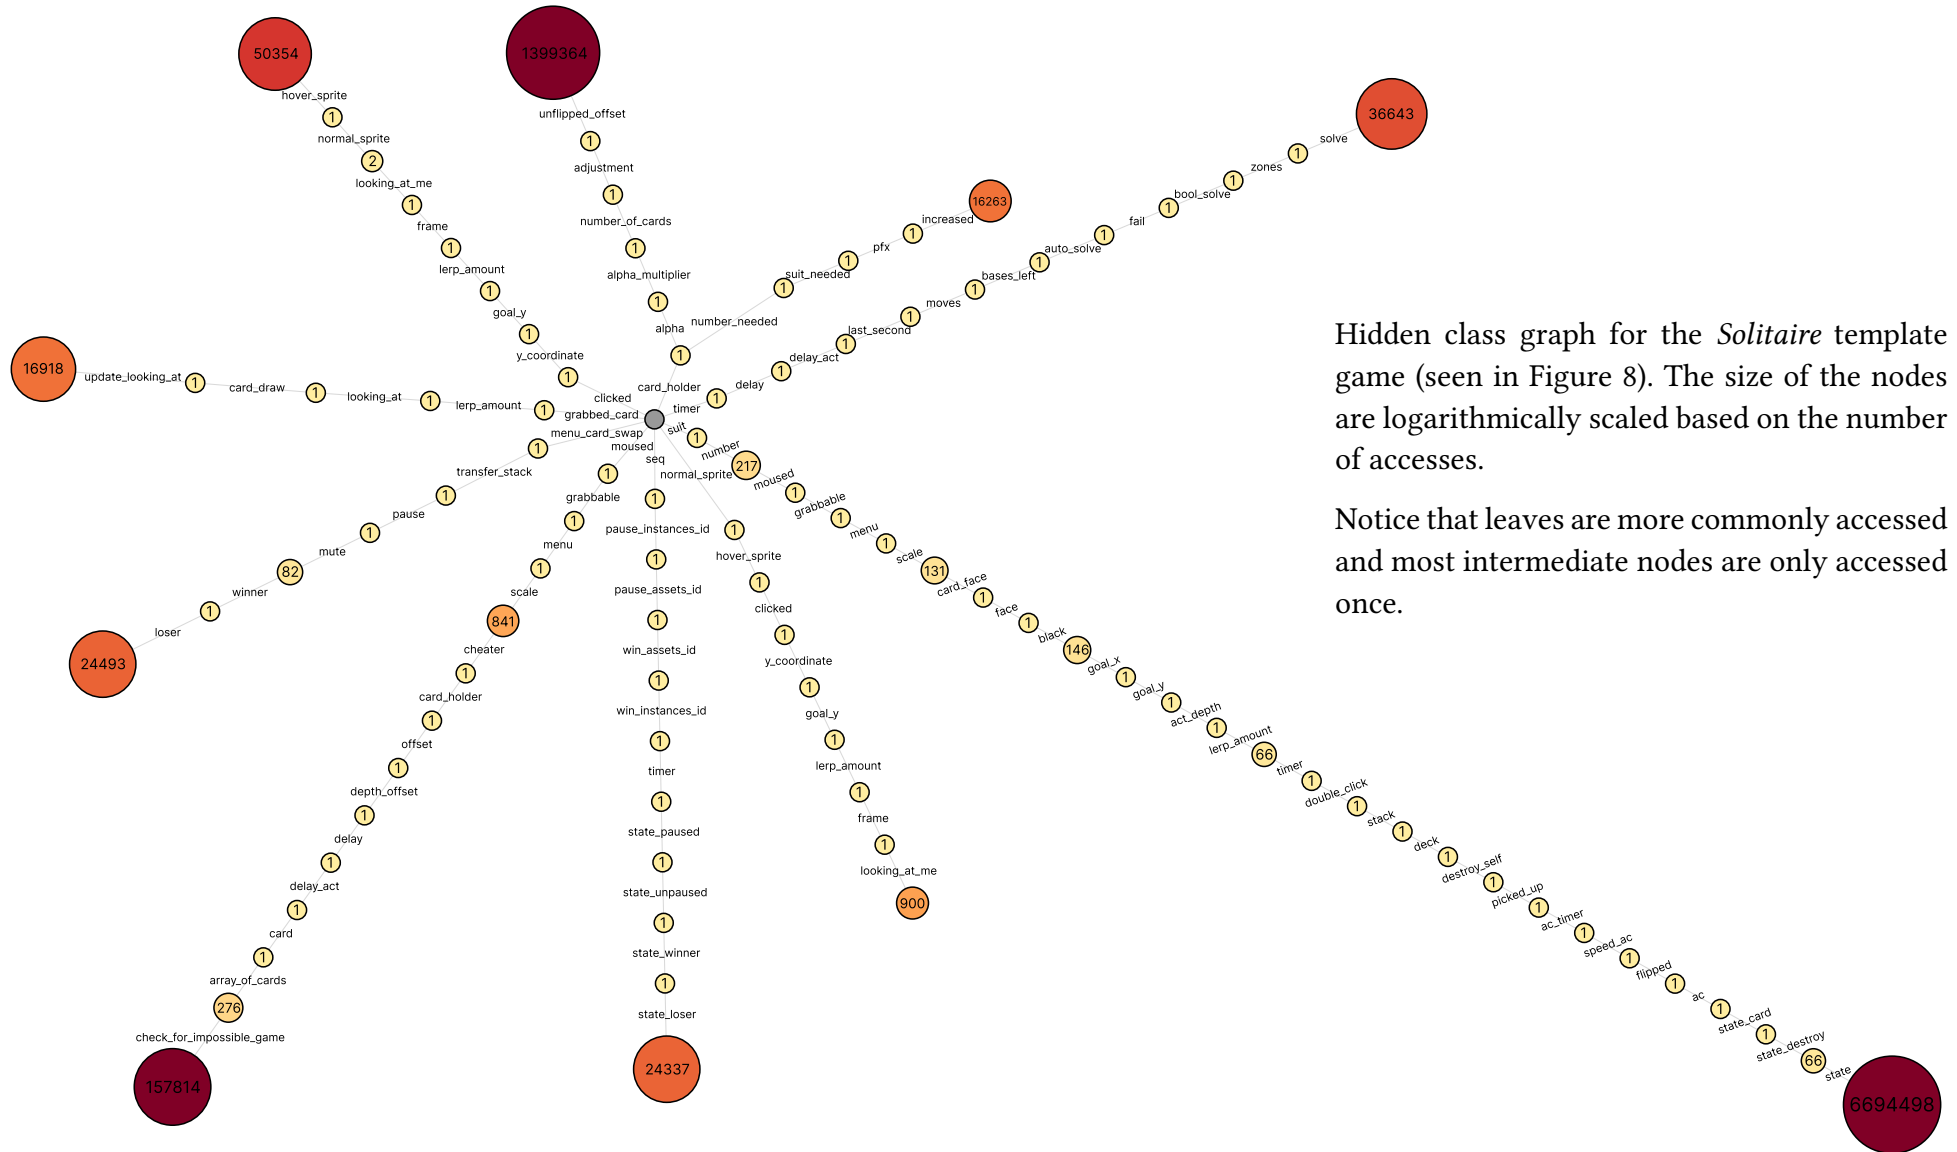 50354
hover_sprite
1
normal_sprite
2
looking_at_me
1
frame
1
lerp_amount
1
goal_y
1
y_coordinate
1
clicked
1399364
unflipped_offset
1
adjustment
1
number_of_cards
1
alpha_multiplier
1
alpha
1
card_holder
16263
increased
1
pfx
1
suit_needed
1
number_needed
36643
solve
1
zones
1
bool_solve
1
fail
1
auto_solve
1
bases_left
1
moves
1
last_second
1
delay_act
1
delay
1
timer
16918
update_looking_at
1
card_draw
1
looking_at
1
lerp_amount
1
grabbed_card
menu_card_swap
1
transfer_stack
1
pause
1
mute
82
winner
1
loser
24493
moused
1
grabbable
1
menu
1
scale
841
cheater
1
card_holder
1
offset
1
depth_offset
1
delay
1
delay_act
1
card
1
array_of_cards
276
check_for_impossible_game
157814
seq
1
pause_instances_id
1
pause_assets_id
1
win_assets_id
1
win_instances_id
1
timer
1
state_paused
1
state_unpaused
1
state_winner
1
state_loser
24337
normal_sprite
1
hover_sprite
1
clicked
1
y_coordinate
1
goal_y
1
lerp_amount
1
frame
1
looking_at_me
900
suit
1
number
217
moused
1
grabbable
1
menu
1
scale
131
card_face
1
face
1
black
146
goal_x
1
goal_y
1
act_depth
1
lerp_amount
66
timer
1
double_click
1
stack
1
deck
1
destroy_self
1
picked_up
1
ac_timer
1
speed_ac
1
flipped
1
ac
1
state_card
1
state_destroy
66
state
6694498
Hidden class graph for the Solitaire template
game (seen in Figure 8). The size of the nodes
are logarithmically scaled based on the number
of accesses.
Notice that leaves are more commonly accessed
and most intermediate nodes are only accessed
once.